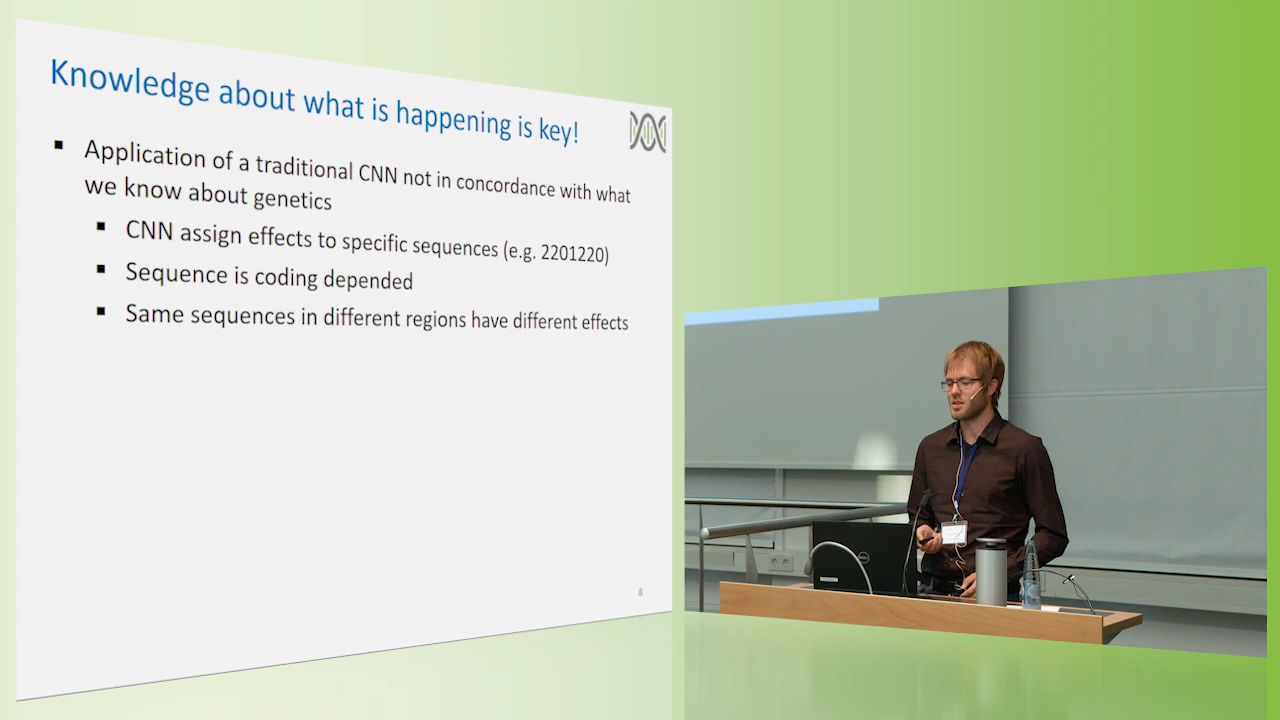 Knowledge about what is happening is key!
▪ Application of a traditional CNN not in concordance with what
we know about genetics
▪ CNN assign effects to specific sequences (e.g. 2201220)
▪ Sequence is coding depended
▪ Same sequences in different regions have different effects
8
DELL